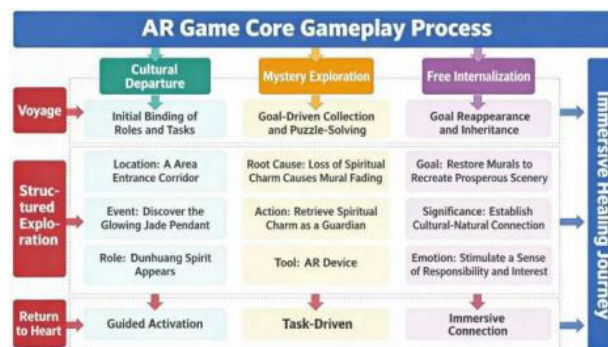 AR Game Core Gameplay Process
Cultural
Departure
Mystery Exploration
Free Internalization
Voyage
Initial Binding of
Roles and Tasks
Goal-Driven Collection
and Puzzle-Solving
Goal Reappearance
and Inheritance
Struc-
tured
Explo-
ration
Location: A Area
Entrance Corridor
Root Cause: Loss of Spiritual
Charm Causes Mural Fading
Goal: Restore Murals to
Recreate Prosperous Scenery
Event: Discover the
Glowing Jade Pendant
Action: Retrieve Spiritual
Charm as a Guardian
Significance: Establish
Cultural-Natural Connection
Role: Dunhuang Spirit
Appears
Tool: AR Device
Emotion: Stimulate a Sense
of Responsibility and Interest
Return
to Heart
Guided Activation
Task-Driven
Immersive
Connection
Immersive Healing Journey